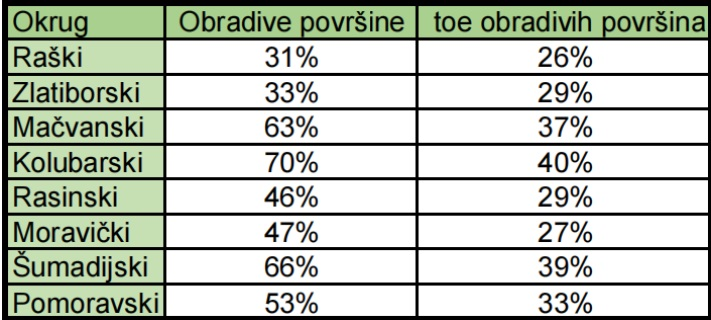 Okrug Obradive površine toe obradivih površina
Raški 31% 26%
Zlatiborski 33% 29%
Mačvanski 63% 37%
Kolubarski 70% 40%
Rasinski 46% 29%
Moravički 47% 27%
Šumadijski 66% 39%
Pomoravski 53% 33%